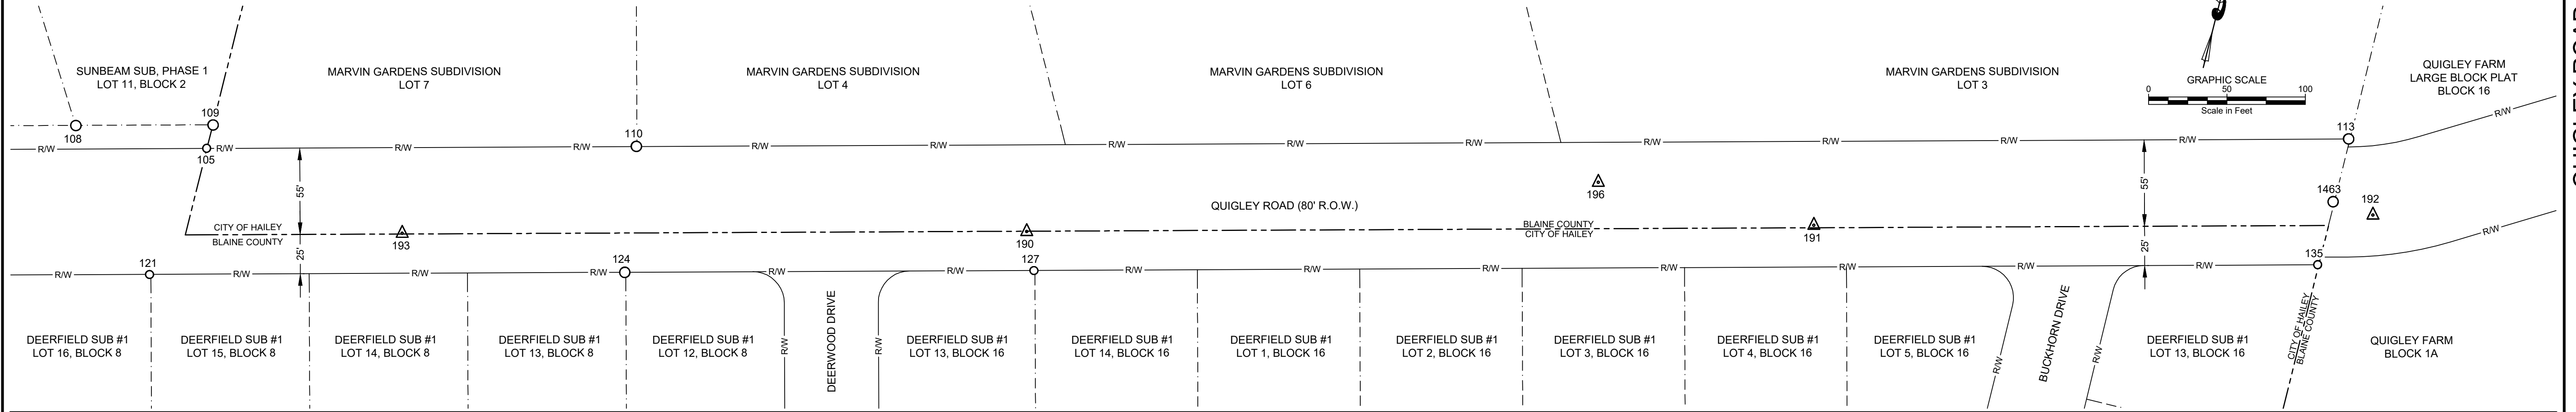 SUNBEAM SUB, PHASE 1
LOT 11, BLOCK 2
MARVIN GARDENS SUBDIVISION
LOT 7
MARVIN GARDENS SUBDIVISION
LOT 4
MARVIN GARDENS SUBDIVISION
LOT 6
MARVIN GARDENS SUBDIVISION
LOT 3
GRAPHIC SCALE
0 50 100
Scale in Feet
QUIGLEY FARM
LARGE BLOCK PLAT
BLOCK 16
108
109
105
110
113
R/W
R/W
R/W
R/W
R/W
R/W
R/W
R/W
R/W
R/W
R/W
R/W
R/W
R/W
55'
55'
196
1463
192
QUIGLEY ROAD (80' R.O.W.)
CITY OF HAILEY
BLAINE COUNTY
193
190
BLAINE COUNTY
CITY OF HAILEY
191
25'
25'
121
124
127
135
R/W
R/W
R/W
R/W
R/W
R/W
R/W
R/W
R/W
R/W
R/W
R/W
R/W
R/W
DEERFIELD SUB #1
LOT 16, BLOCK 8
DEERFIELD SUB #1
LOT 15, BLOCK 8
DEERFIELD SUB #1
LOT 14, BLOCK 8
DEERFIELD SUB #1
LOT 13, BLOCK 8
DEERFIELD SUB #1
LOT 12, BLOCK 8
R/W
DEERWOOD DRIVE
R/W
DEERFIELD SUB #1
LOT 13, BLOCK 16
DEERFIELD SUB #1
LOT 14, BLOCK 16
DEERFIELD SUB #1
LOT 1, BLOCK 16
DEERFIELD SUB #1
LOT 2, BLOCK 16
DEERFIELD SUB #1
LOT 3, BLOCK 16
DEERFIELD SUB #1
LOT 4, BLOCK 16
DEERFIELD SUB #1
LOT 5, BLOCK 16
R/W
BUCKHORN DRIVE
R/W
DEERFIELD SUB #1
LOT 13, BLOCK 16
CITY OF HAILEY
BLAINE COUNTY
QUIGLEY FARM
BLOCK 1A